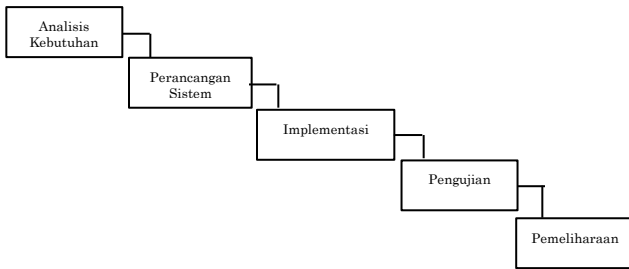 Analisis
Kebutuhan
Perancangan
Sistem
Implementasi
Pengujian
Pemeliharaan